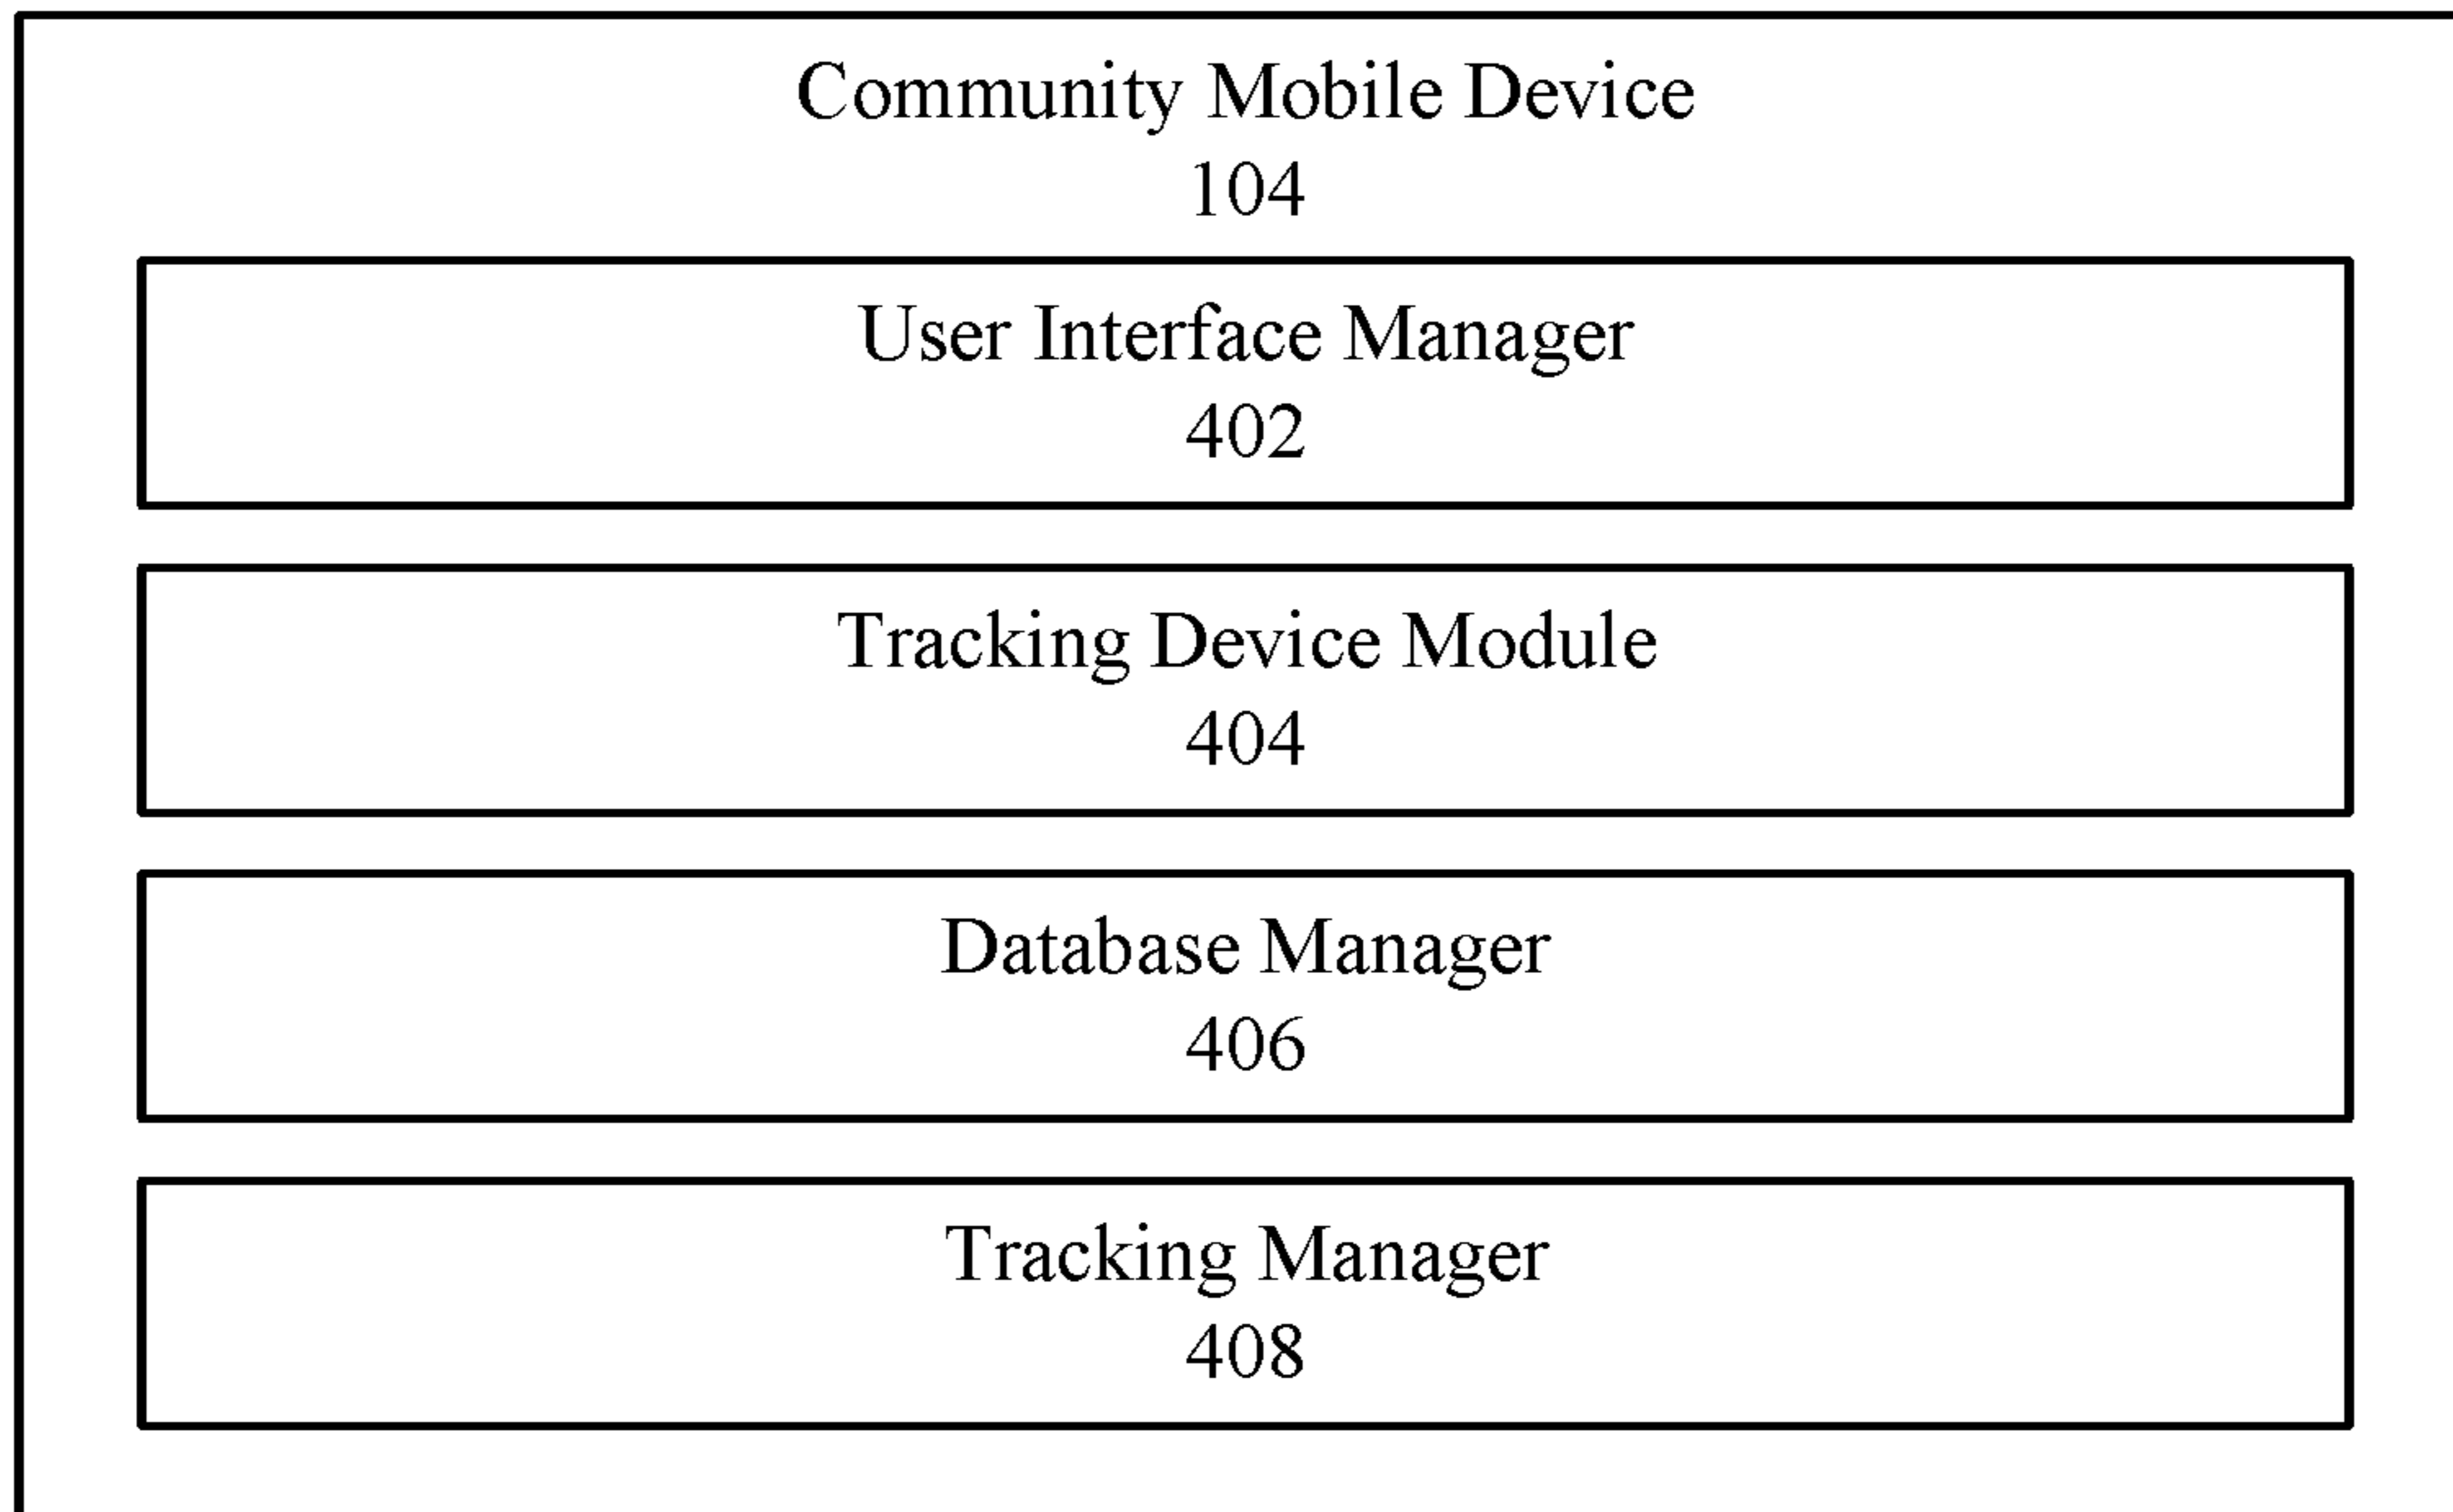 Community Mobile Device
104
User Interface Manager
402
Tracking Device Module
404
Database Manager
406
Tracking Manager
408